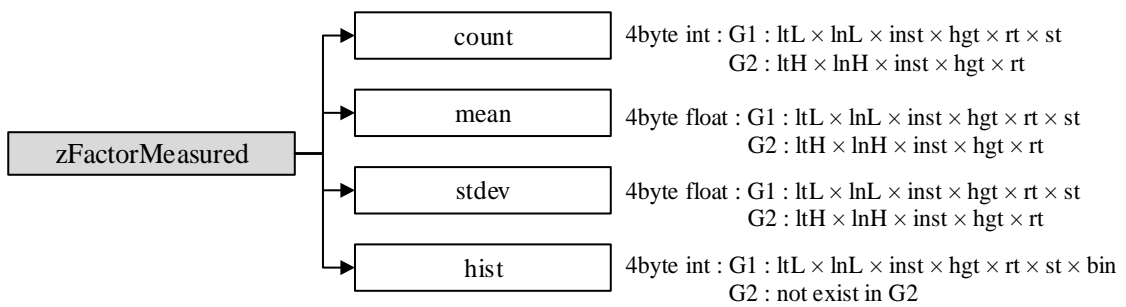 count
4byte int : G1 : ltL × lnL × inst × hgt × rt × st
G2 : ltH × lnH × inst × hgt × rt
mean
4byte float : G1 : ltL × lnL × inst × hgt × rt × st
G2 : ltH × lnH × inst × hgt × rt
zFactorMeasured
stdev
4byte float : G1 : ltL × lnL × inst × hgt × rt × st
G2 : ltH × lnH × inst × hgt × rt
hist
4byte int : G1 : ltL × lnL × inst × hgt × rt × st × bin
G2 : not exist in G2